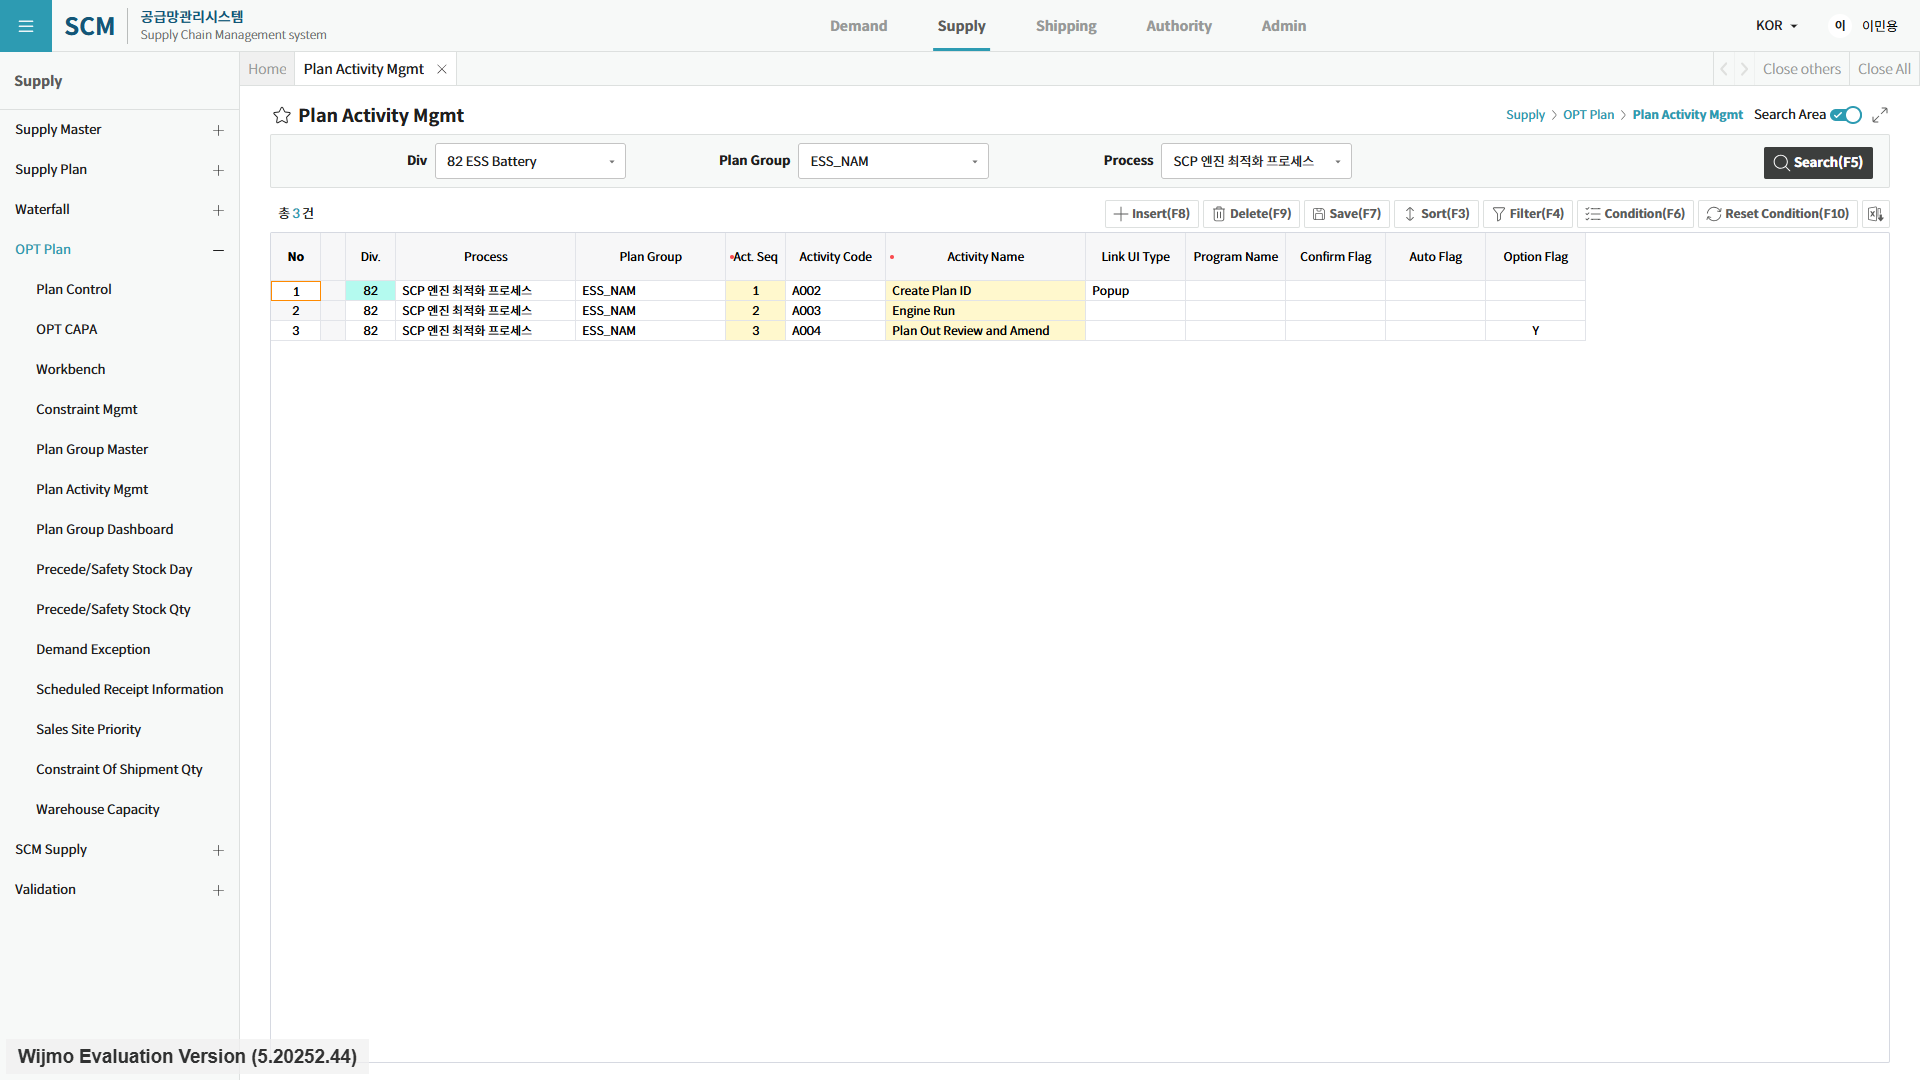 SCM
공급망관리시스템
Supply Chain Management system
Demand
Supply
Shipping
Authority
Admin
KOR
이
이민용
Supply
Home
Plan Activity Mgmt
Close others
Close All
Supply Master
Supply Plan
Waterfall
OPT Plan
Plan Control
OPT CAPA
Workbench
Constraint Mgmt
Plan Group Master
Plan Activity Mgmt
Plan Group Dashboard
Precede/Safety Stock Day
Precede/Safety Stock Qty
Demand Exception
Scheduled Receipt Information
Sales Site Priority
Constraint Of Shipment Qty
Warehouse Capacity
SCM Supply
Validation
Plan Activity Mgmt
Supply > OPT Plan > Plan Activity Mgmt
Search Area
Div 82 ESS Battery
Plan Group ESS_NAM
Process SCP 엔진 최적화 프로세스
Search(F5)
총 3 건
Insert(F8) Delete(F9) Save(F7) Sort(F3) Filter(F4) Condition(F6) Reset Condition(F10)
No Div. Process Plan Group Act. Seq Activity Code Activity Name Link UI Type Program Name Confirm Flag Auto Flag Option Flag
1 82 SCP 엔진 최적화 프로세스 ESS_NAM 1 A002 Create Plan ID Popup
2 82 SCP 엔진 최적화 프로세스 ESS_NAM 2 A003 Engine Run
3 82 SCP 엔진 최적화 프로세스 ESS_NAM 3 A004 Plan Out Review and Amend Y
Wijmo Evaluation Version (5.20252.44)